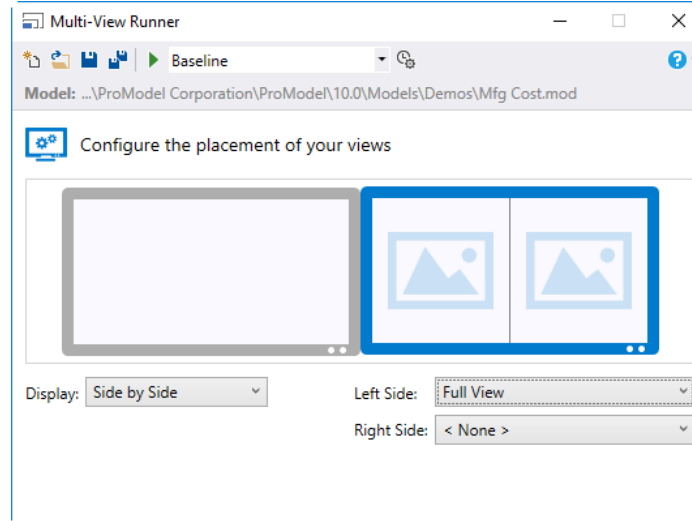 Multi-View Runner
Baseline
Model: ...\ProModel Corporation\ProModel\10.0\Models\Demos\Mfg Cost.mod
Configure the placement of your views
Display: Side by Side
Left Side: Full View
Right Side: < None >